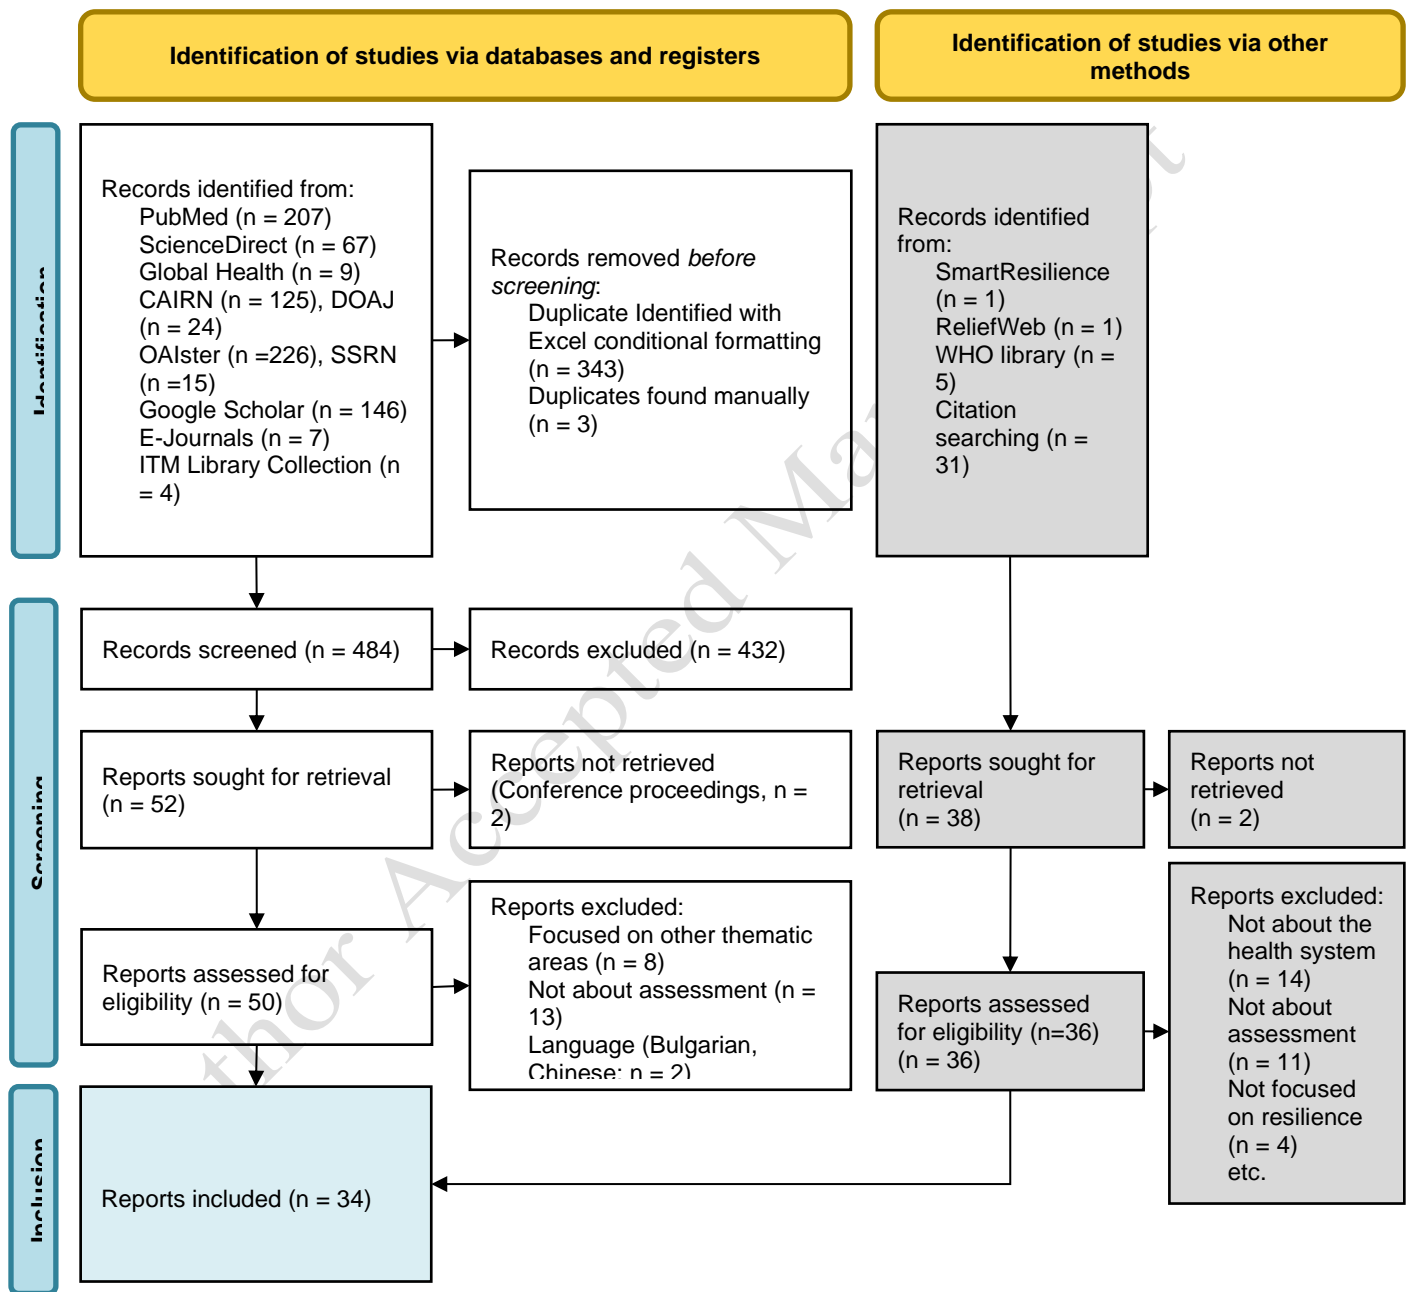 Identification of studies via databases and registers
Identification of studies via other
methods
Identification
Records identified from:
PubMed (n = 207)
ScienceDirect (n = 67)
Global Health (n = 9)
CAIRN (n = 125), DOAJ
(n = 24)
OAIster (n =226), SSRN
(n =15)
Google Scholar (n = 146)
E-Journals (n = 7)
ITM Library Collection (n
= 4)
Records removed before
screening:
Duplicate Identified with
Excel conditional formatting
(n = 343)
Duplicates found manually
(n = 3)
Records identified
from:
SmartResilience
(n = 1)
ReliefWeb (n = 1)
WHO library (n =
5)
Citation
searching (n =
31)
Screening
Records screened (n = 484)
Records excluded (n = 432)
Reports sought for retrieval
(n = 52)
Reports not retrieved
(Conference proceedings, n =
2)
Reports sought for
retrieval
(n = 38)
Reports not
retrieved
(n = 2)
Reports assessed for
eligibility (n = 50)
Reports excluded:
Focused on other thematic
areas (n = 8)
Not about assessment (n =
13)
Language (Bulgarian,
Chinese; n = 2)
Reports assessed
for eligibility (n=36)
(n = 36)
Reports excluded:
Not about the
health system
(n = 14)
Not about
assessment
(n = 11)
Not focused
on resilience
(n = 4)
etc.
Inclusion
Reports included (n = 34)
Accepted